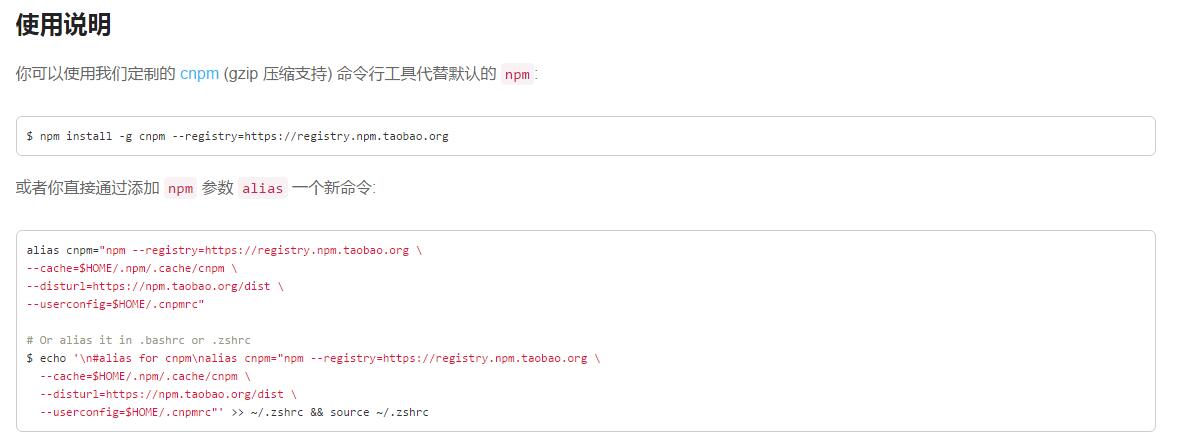 使用说明
你可以使用我们定制的 cnpm (gzip 压缩支持) 命令行工具代替默认的 npm:
$ npm install -g cnpm --registry=https://registry.npm.taobao.org
或者你直接通过添加 npm 参数 alias 一个新命令:
alias cnpm="npm --registry=https://registry.npm.taobao.org \
--cache=$HOME/.npm/.cache/cnpm \
--disturl=https://npm.taobao.org/dist \
--userconfig=$HOME/.cnpmrc"
# Or alias it in .bashrc or .zshrc
$ echo '\n#alias for cnpm\nalias cnpm="npm --registry=https://registry.npm.taobao.org \
  --cache=$HOME/.npm/.cache/cnpm \
  --disturl=https://npm.taobao.org/dist \
  --userconfig=$HOME/.cnpmrc"' >> ~/.zshrc && source ~/.zshrc